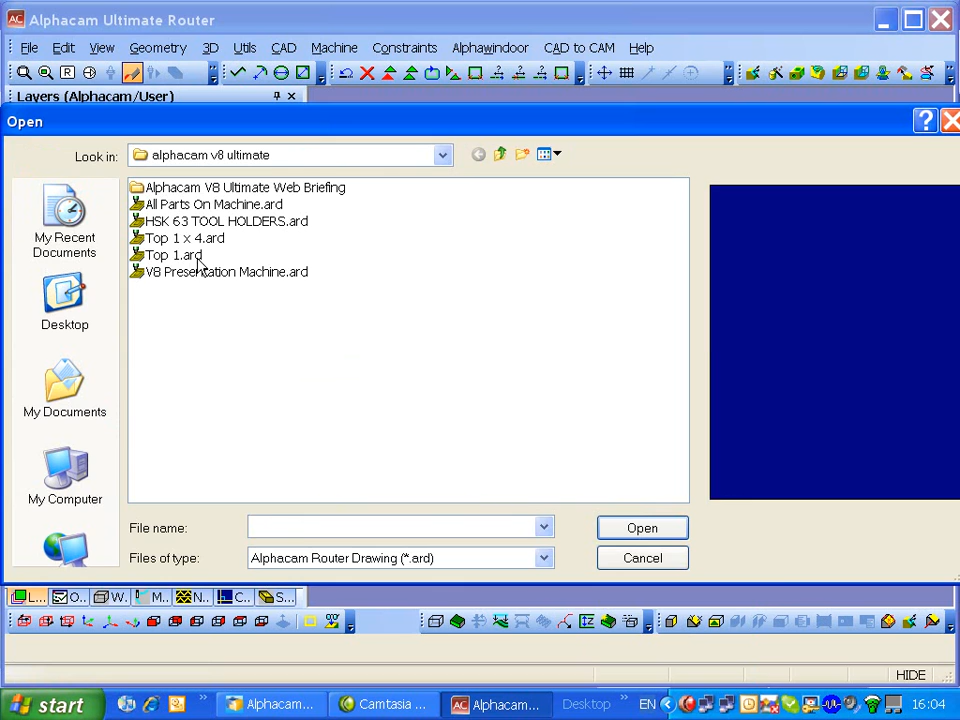 Alphacam Ultimate Router
File Edit View Geometry 3D Utils CAD Machine Constraints Alphawindoor CAD to CAM Help
Layers (Alphacam/User)
Open
Look in: alphacam v8 ultimate
My Recent Documents
Desktop
My Documents
My Computer
Alphacam V8 Ultimate Web Briefing
All Parts On Machine.ard
HSK 63 TOOL HOLDERS.ard
Top 1 x 4.ard
Top 1.ard
V8 Presentation Machine.ard
File name: Open
Files of type: Alphacam Router Drawing (*.ard) Cancel
L... O... W. M.. N.. C.. S...
HIDE
start Alphacam... Camtasia ... Alphacam... Desktop EN 16:04